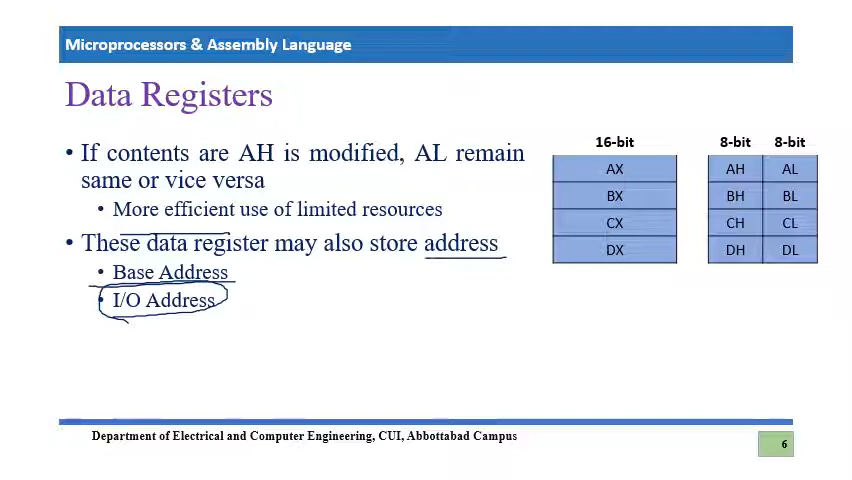 Microprocessors & Assembly Language
Data Registers
• If contents are AH is modified, AL remain
same or vice versa
• More efficient use of limited resources
• These data register may also store address
• Base Address
• I/O Address
16-bit
AX
BX
CX
DX
8-bit 8-bit
AH AL
BH BL
CH CL
DH DL
Department of Electrical and Computer Engineering, CUI, Abbottabad Campus
6